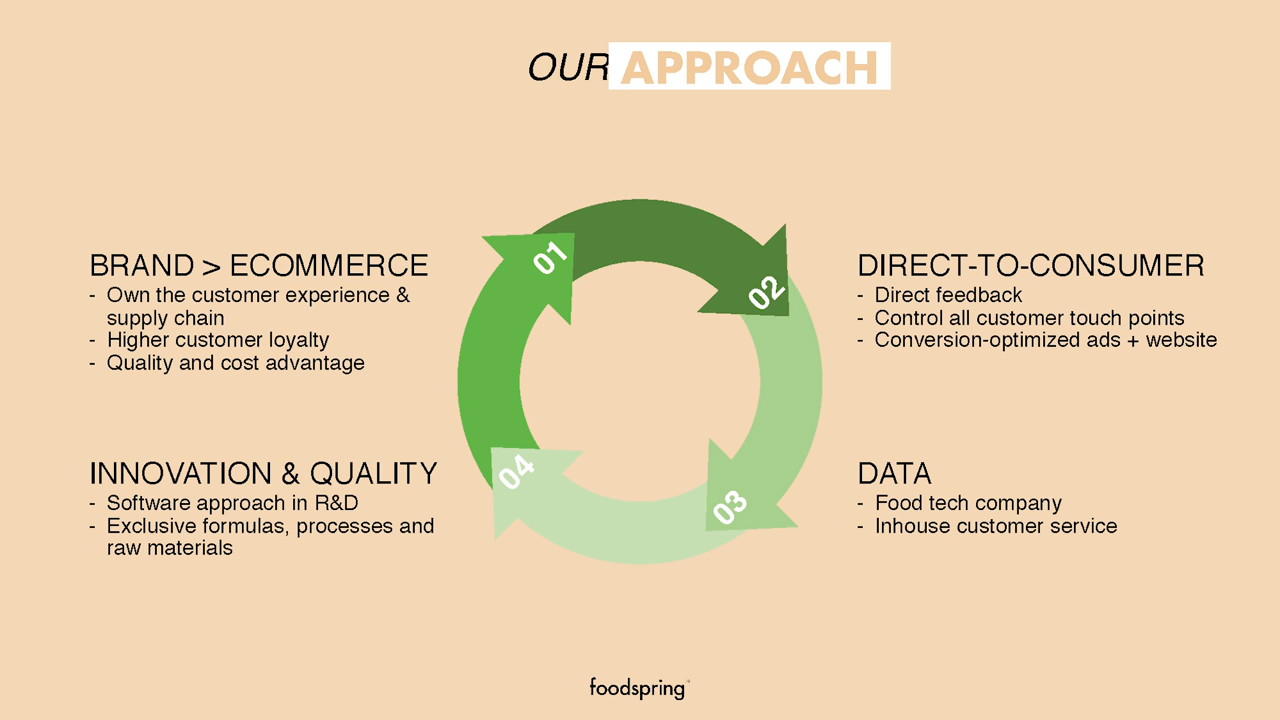 OUR APPROACH
BRAND > ECOMMERCE
- Own the customer experience &
supply chain
- Higher customer loyalty
- Quality and cost advantage
01
02
DIRECT-TO-CONSUMER
- Direct feedback
- Control all customer touch points
- Conversion-optimized ads + website
INNOVATION & QUALITY
- Software approach in R&D
- Exclusive formulas, processes and
raw materials
04
03
DATA
- Food tech company
- Inhouse customer service
foodspring